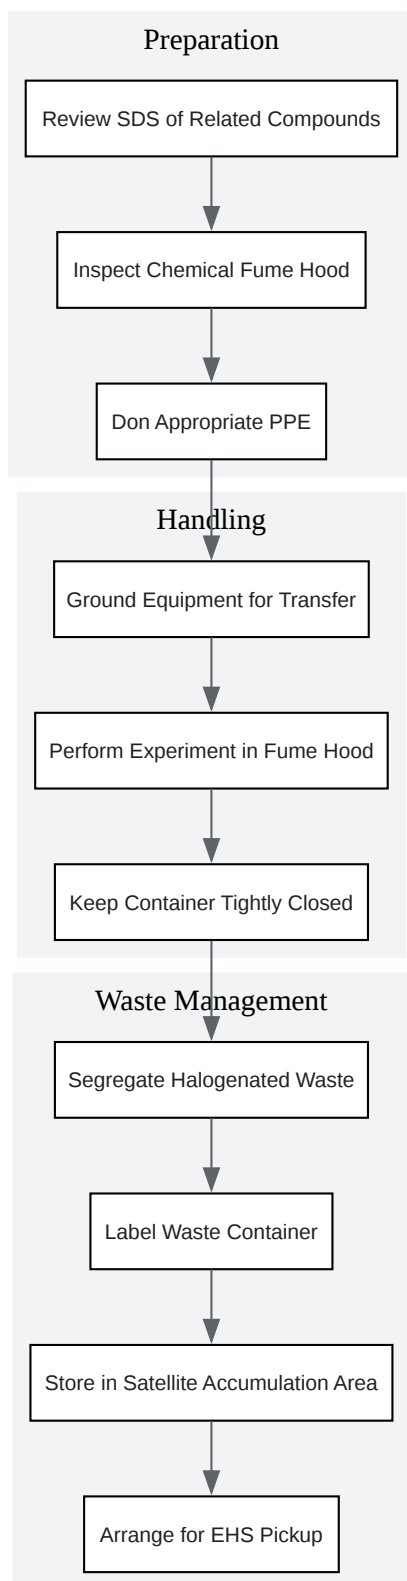 Preparation
Review SDS of Related Compounds
Inspect Chemical Fume Hood
Don Appropriate PPE
Handling
Ground Equipment for Transfer
Perform Experiment in Fume Hood
Keep Container Tightly Closed
Waste Management
Segregate Halogenated Waste
Label Waste Container
Store in Satellite Accumulation Area
Arrange for EHS Pickup